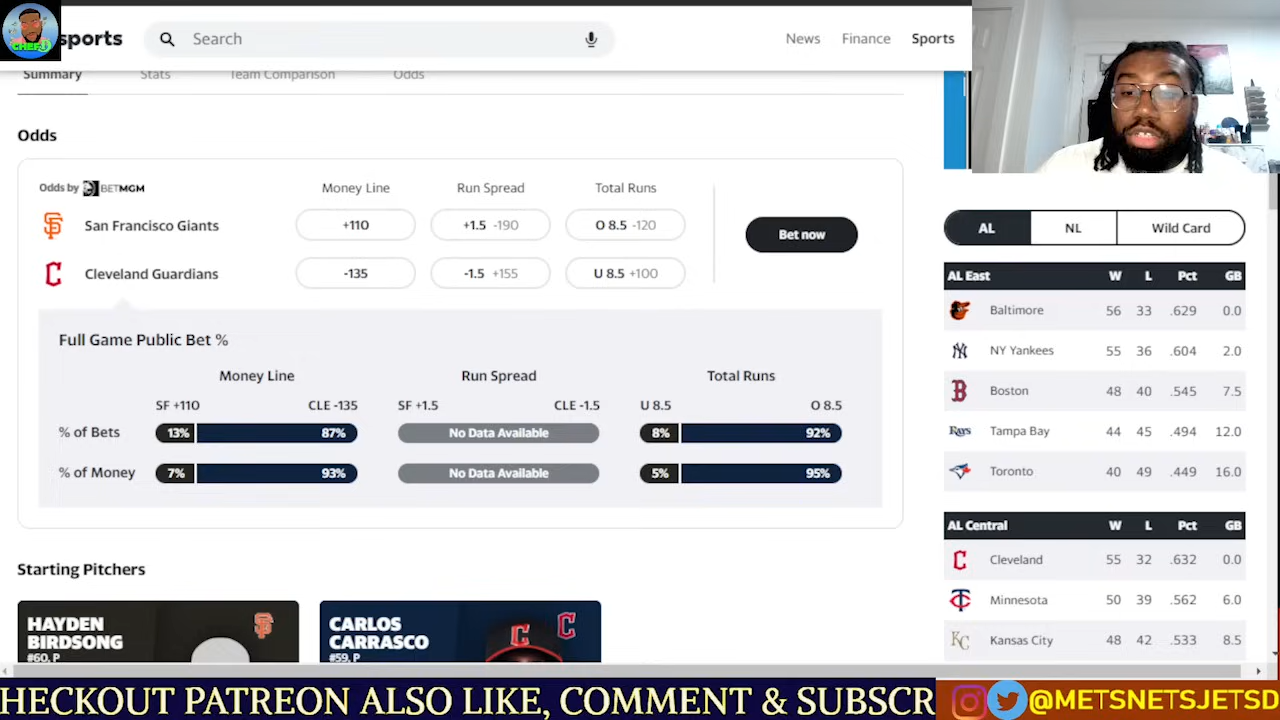 CHEF
sports
Search
News
Finance
Sports
Summary
Stats
Team Comparison
Odds
Odds
Odds by BETMGM
Money Line
Run Spread
Total Runs
San Francisco Giants
+110
+1.5 -190
O 8.5 -120
Cleveland Guardians
-135
-1.5 +155
U 8.5 +100
Bet now
Full Game Public Bet %
Money Line
Run Spread
Total Runs
SF +110
CLE -135
SF +1.5
CLE -1.5
U 8.5
O 8.5
% of Bets
13%
87%
No Data Available
8%
92%
% of Money
7%
93%
No Data Available
5%
95%
Starting Pitchers
HAYDEN
BIRDSONG
#60, P
CARLOS
CARRASCO
#59, P
AL
NL
Wild Card
AL East W L Pct GB
Baltimore 56 33 .629 0.0
NY Yankees 55 36 .604 2.0
Boston 48 40 .545 7.5
Rays Tampa Bay 44 45 .494 12.0
Toronto 40 49 .449 16.0
AL Central W L Pct GB
Cleveland 55 32 .632 0.0
Minnesota 50 39 .562 6.0
KC Kansas City 48 42 .533 8.5
HECKOUT PATREON ALSO LIKE, COMMENT & SUBSCR
@METSNETSJETSD